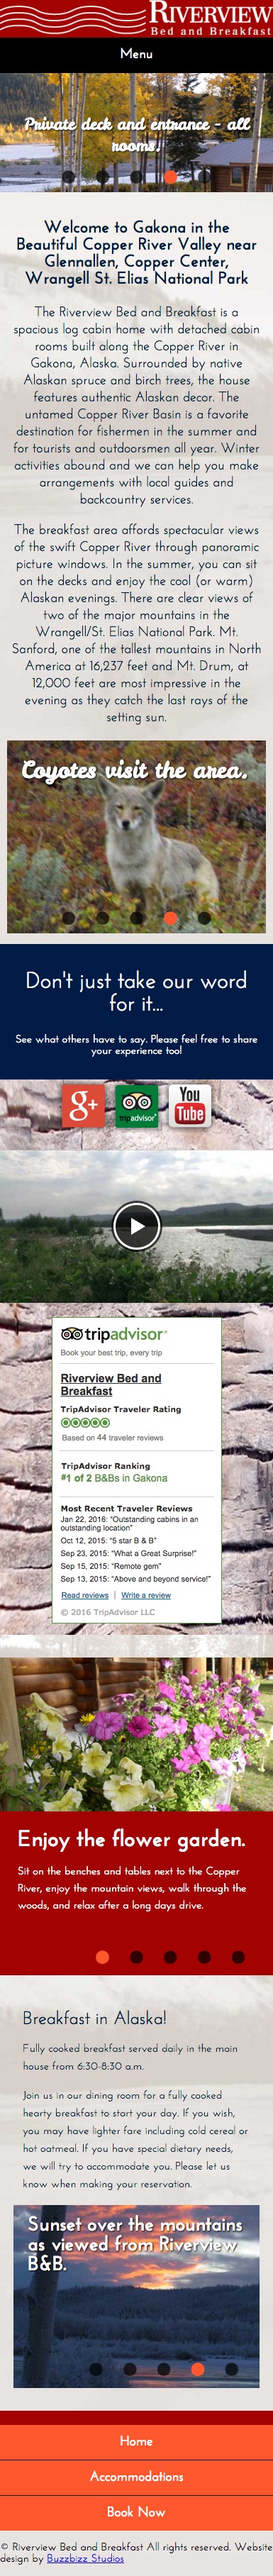 RIVERVIEW
Bed and Breakfast
Menu
Private deck and entrance - all
rooms.
Welcome to Gakona in the
Beautiful Copper River Valley near
Glennallen, Copper Center,
Wrangell St. Elias National Park
The Riverview Bed and Breakfast is a
spacious log cabin home with detached cabin
rooms built along the Copper River in
Gakona, Alaska. Surrounded by native
Alaskan spruce and birch trees, the house
features authentic Alaskan decor. The
untamed Copper River Basin is a favorite
destination for fishermen in the summer and
for tourists and outdoorsmen all year. Winter
activities abound and we can help you make
arrangements with local guides and
backcountry services.
The breakfast area affords spectacular views
of the swift Copper River through panoramic
picture windows. In the summer, you can sit
on the decks and enjoy the cool (or warm)
Alaskan evenings. There are clear views of
two of the major mountains in the
Wrangell/St. Elias National Park. Mt.
Sanford, one of the tallest mountains in North
America at 16,237 feet and Mt. Drum, at
12,000 feet are most impressive in the
evening as they catch the last rays of the
setting sun.
Coyotes visit the area.
Don't just take our word
for it...
See what others have to say. Please feel free to share
your experience too!
g+
tripadvisor
You
Tube
tripadvisor
Book your best trip, every trip
Riverview Bed and
Breakfast
TripAdvisor Traveler Rating
Based on 44 traveler reviews
TripAdvisor Ranking
#1 of 2 B&Bs in Gakona
Most Recent Traveler Reviews
Jan 22, 2016: "Outstanding cabins in an
outstanding location"
Oct 12, 2015: "5 star B & B"
Sep 23, 2015: "What a Great Surprise!"
Sep 15, 2015: "Remote gem"
Sep 13, 2015: "Above and beyond service!"
Read reviews | Write a review
© 2016 TripAdvisor LLC
Enjoy the flower garden.
Sit on the benches and tables next to the Copper
River, enjoy the mountain views, walk through the
woods, and relax after a long days drive.
Breakfast in Alaska!
Fully cooked breakfast served daily in the main
house from 6:30-8:30 a.m.
Join us in our dining room for a fully cooked
hearty breakfast to start your day. If you wish,
you may have lighter fare including cold cereal or
hot oatmeal. If you have special dietary needs,
we will try to accommodate you. Please let us
know when making your reservation.
Sunset over the mountains
as viewed from Riverview
B&B.
Home
Accommodations
Book Now
© Riverview Bed and Breakfast All rights reserved. Website
design by Buzzbizz Studios